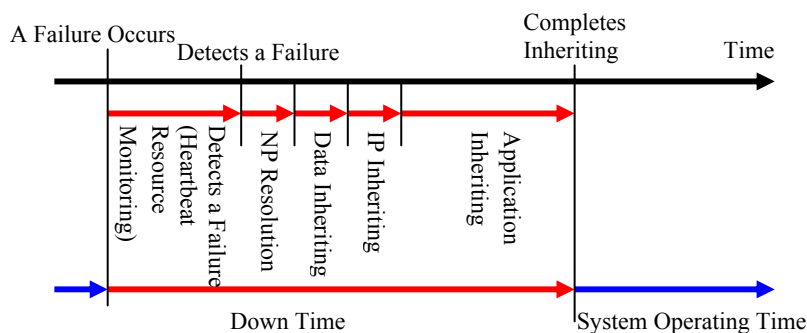 A Failure Occurs
Detects a Failure
Completes
Inheriting
Time
Detects a Failure
(Heartbeat
Resource
Monitoring)
NP Resolution
Data Inheriting
IP Inheriting
Application
Inheriting
Down Time
System Operating Time